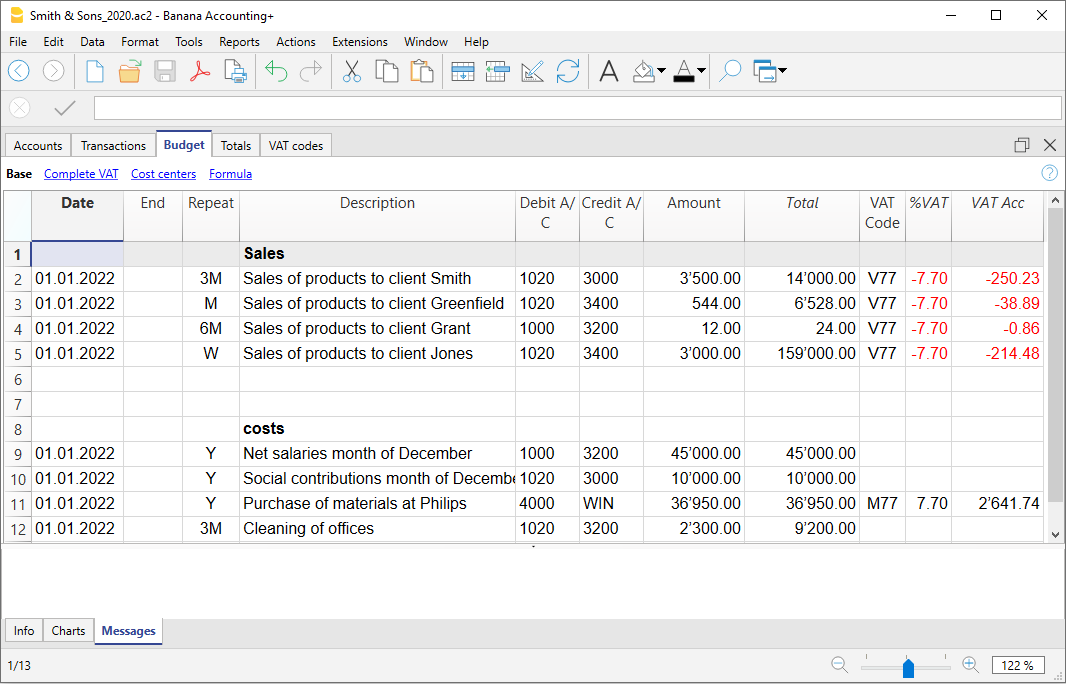 Smith & Sons_2020.ac2 - Banana Accounting+
File Edit Data Format Tools Reports Actions Extensions Window Help
Accounts Transactions Budget Totals VAT codes
Base Complete VAT Cost centers Formula
Date End Repeat Description Debit A/ Credit A/ Amount Total VAT %VAT VAT Acc
C C Code
1 Sales
2 01.01.2022 3M Sales of products to client Smith 1020 3000 3’500.00 14’000.00 V77 -7.70 -250.23
3 01.01.2022 M Sales of products to client Greenfield 1020 3400 544.00 6’528.00 V77 -7.70 -38.89
4 01.01.2022 6M Sales of products to client Grant 1000 3200 12.00 24.00 V77 -7.70 -0.86
5 01.01.2022 W Sales of products to client Jones 1020 3400 3’000.00 159’000.00 V77 -7.70 -214.48
6
7
8 costs
9 01.01.2022 Y Net salaries month of December 1000 3200 45’000.00 45’000.00
10 01.01.2022 Y Social contributions month of Decembe 1020 3000 10’000.00 10’000.00
11 01.01.2022 Y Purchase of materials at Philips 4000 WIN 36’950.00 36’950.00 M77 7.70 2’641.74
12 01.01.2022 3M Cleaning of offices 1020 3200 2’300.00 9’200.00
Info Charts Messages
1/13 122 %